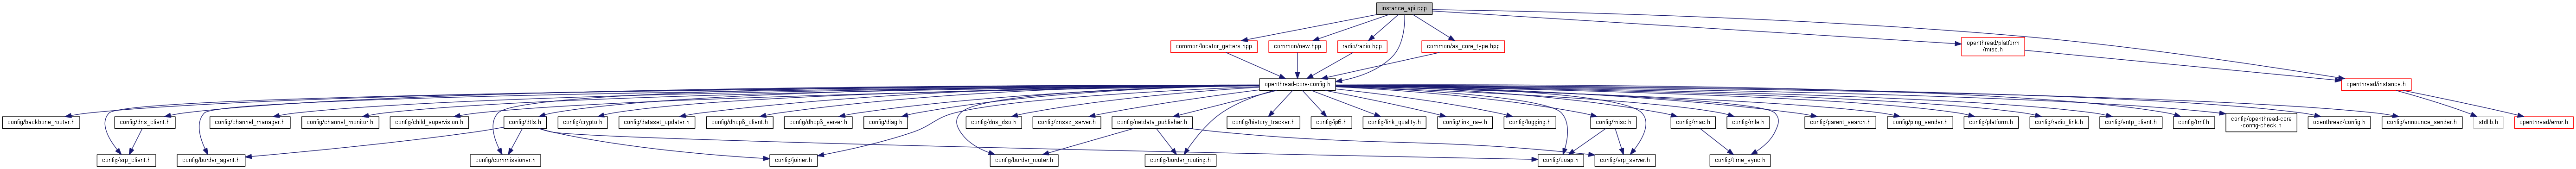 instance_api.cpp
common/locator_getters.hpp
common/new.hpp
radio/radio.hpp
common/as_core_type.hpp
openthread/platform
/misc.h
openthread-core-config.h
openthread/instance.h
config/backbone_router.h
config/dns_client.h
config/channel_manager.h
config/channel_monitor.h
config/child_supervision.h
config/dtls.h
config/crypto.h
config/dataset_updater.h
config/dhcp6_client.h
config/dhcp6_server.h
config/diag.h
config/dns_dso.h
config/dnssd_server.h
config/netdata_publisher.h
config/history_tracker.h
config/ip6.h
config/link_quality.h
config/link_raw.h
config/logging.h
config/misc.h
config/mac.h
config/mle.h
config/parent_search.h
config/ping_sender.h
config/platform.h
config/radio_link.h
config/sntp_client.h
config/tmf.h
openthread-core
-config-check.h
openthread/config.h
config/announce_sender.h
stdlib.h
openthread/error.h
config/srp_client.h
config/border_agent.h
config/commissioner.h
config/joiner.h
config/border_router.h
config/border_routing.h
config/coap.h
config/srp_server.h
config/time_sync.h